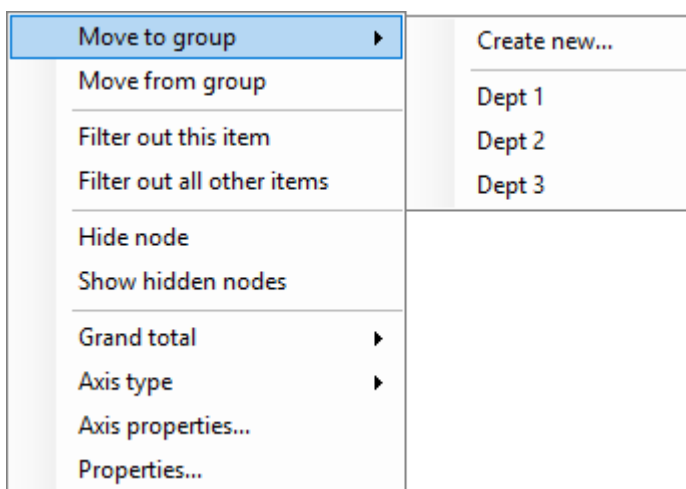 Move to group
Move from group
Filter out this item
Filter out all other items
Hide node
Show hidden nodes
Grand total
Axis type
Axis properties...
Properties...
Create new...
Dept 1
Dept 2
Dept 3